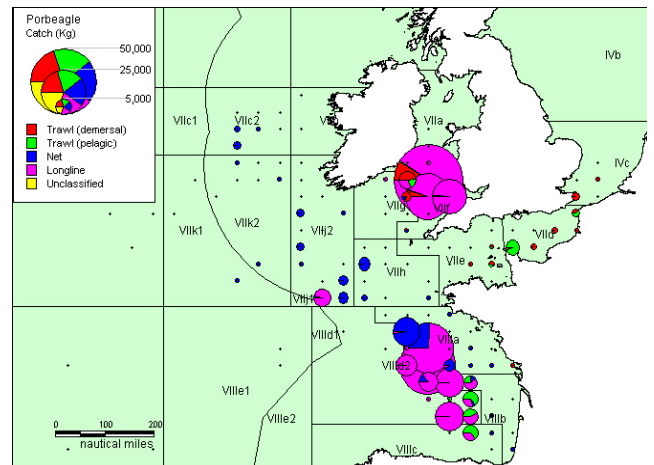 Porbeagle
Catch (Kg)
50,000
25,000
5,000
Trawl (demersal)
Trawl (pelagic)
Net
Longline
Unclassified
IVb
VIIc1
VIIc2
VIIa
IVc
VIIg
VIIf
VIIk1
VIIk2
VIIj2
VIId
VIIe
VIIh
VIIj1
VIIId1
VIIIa
VIIId2
VIIIe1
VIIIe2
VIIIb
VIIIc
0
100
200
nautical miles